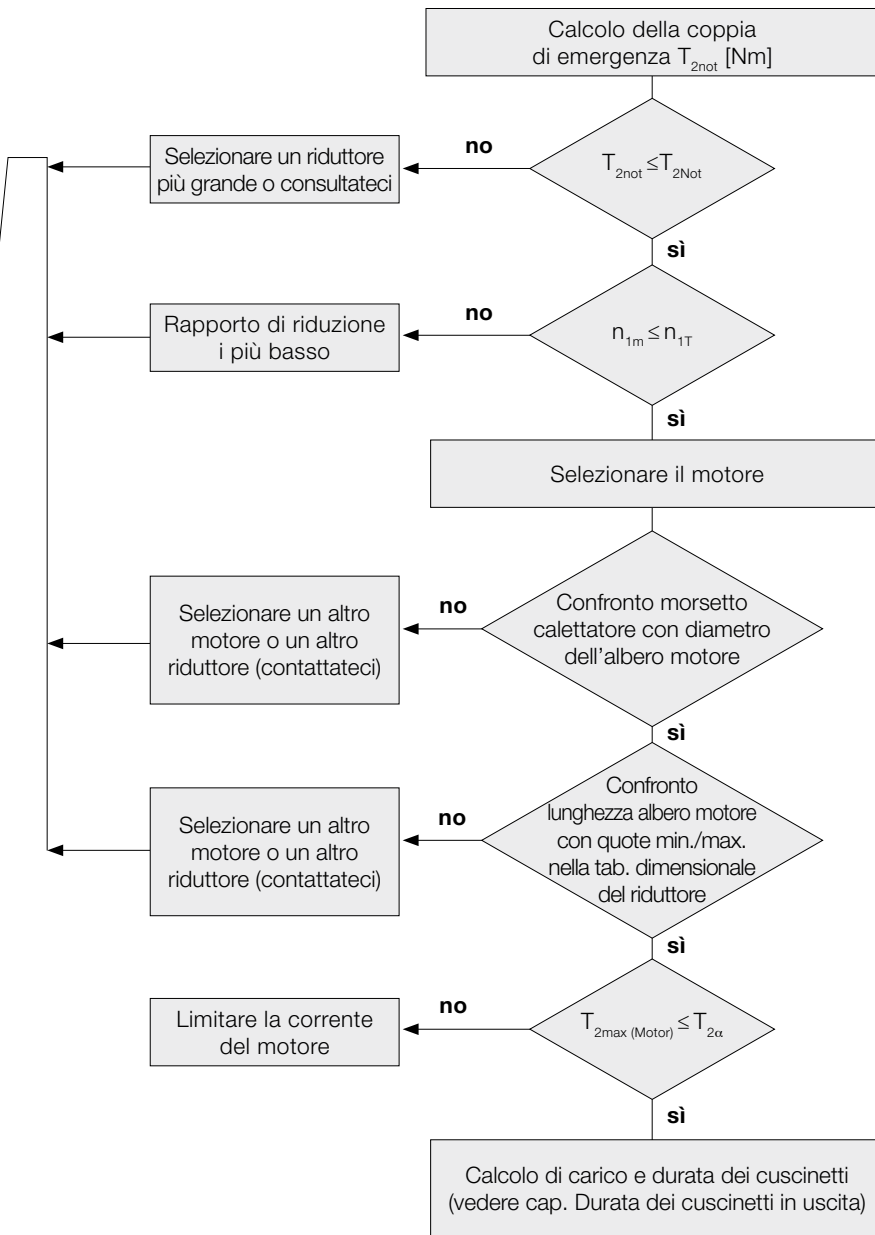 Calcolo della coppia
di emergenza T2not [Nm]
no
Selezionare un riduttore
più grande o consultateci
T2not ≤ T2Not
sì
no
Rapporto di riduzione
i più basso
n1m ≤ n1T
sì
Selezionare il motore
no
Selezionare un altro
motore o un altro
riduttore (contattateci)
Confronto morsetto
calettatore con diametro
dell'albero motore
sì
no
Selezionare un altro
motore o un altro
riduttore (contattateci)
Confronto
lunghezza albero motore
con quote min./max.
nella tab. dimensionale
del riduttore
sì
no
Limitare la corrente
del motore
T2max (Motor) ≤ T2α
sì
Calcolo di carico e durata dei cuscinetti
(vedere cap. Durata dei cuscinetti in uscita)